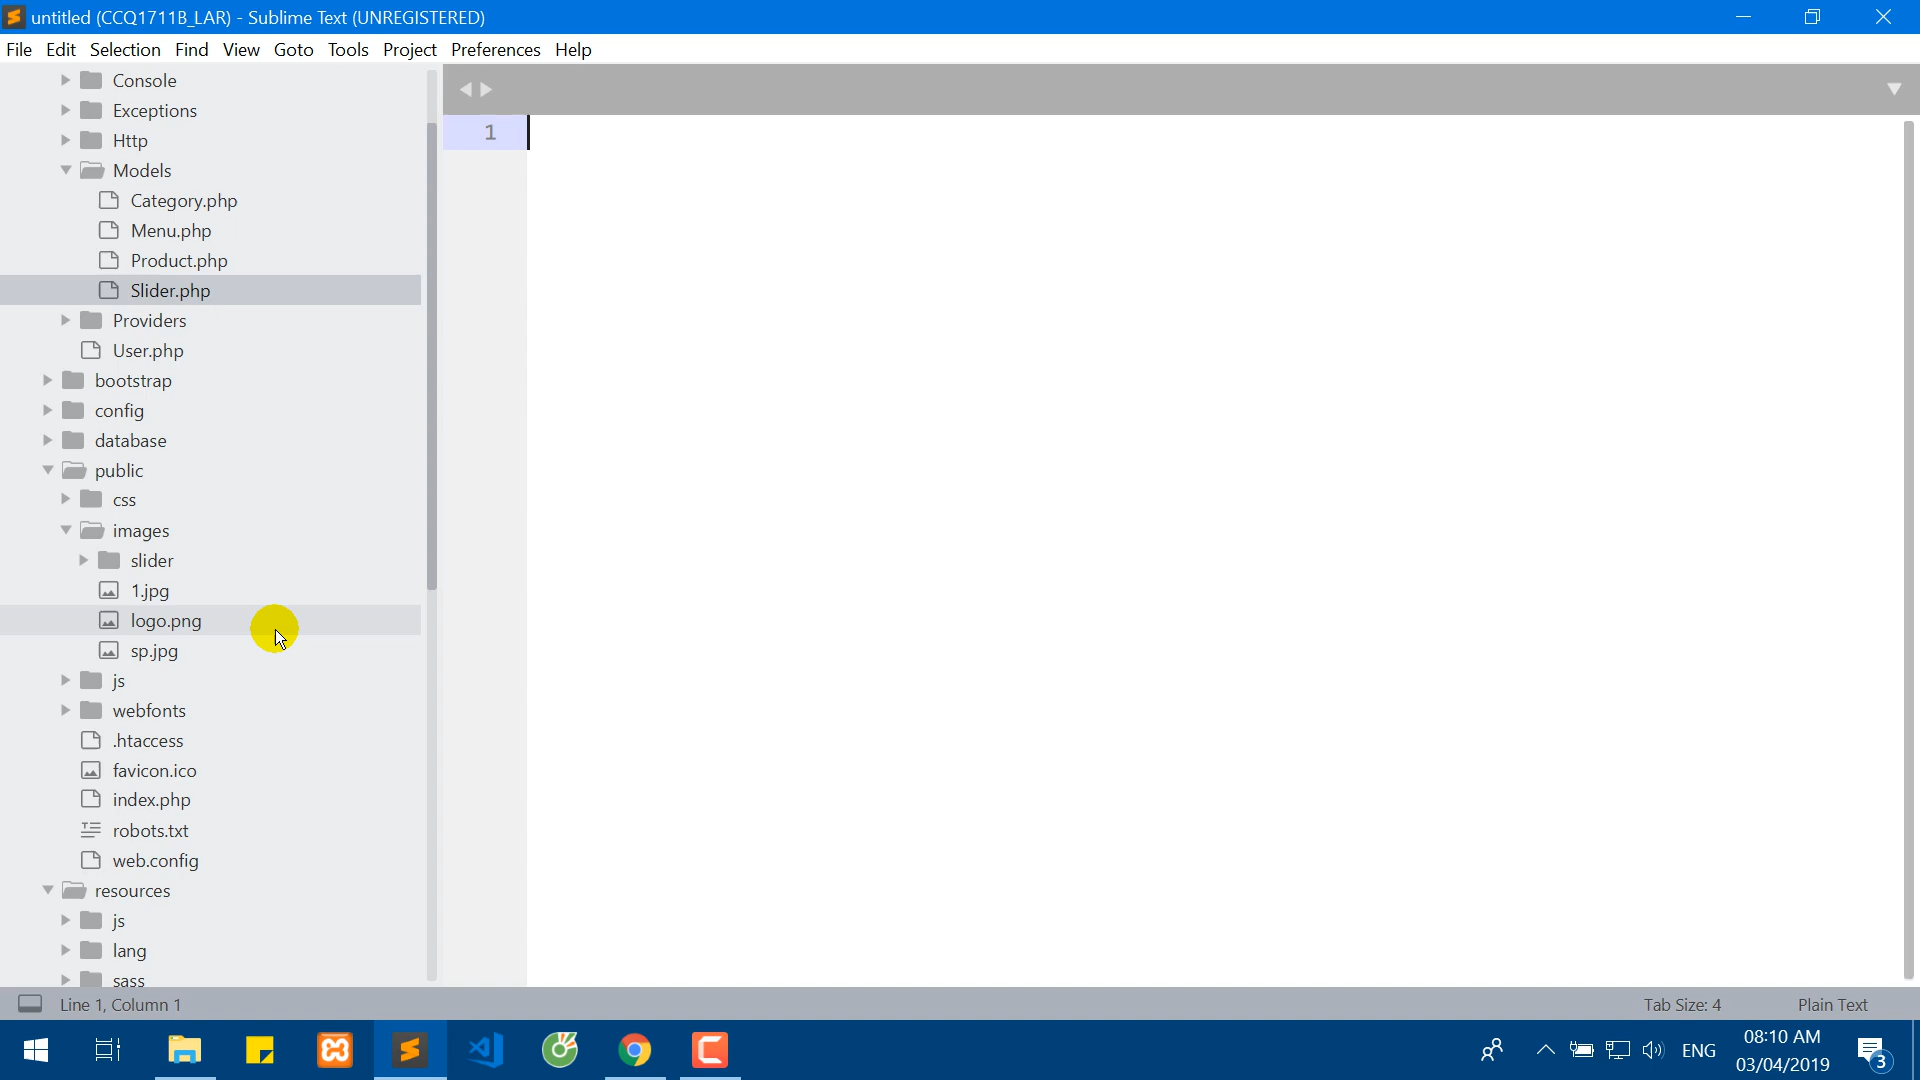 untitled (CCQ1711B_LAR) - Sublime Text (UNREGISTERED)
File Edit Selection Find View Goto Tools Project Preferences Help
Console
Exceptions
Http
Models
Category.php
Menu.php
Product.php
Slider.php
Providers
User.php
bootstrap
config
database
public
css
images
slider
1.jpg
logo.png
sp.jpg
js
webfonts
.htaccess
favicon.ico
index.php
robots.txt
web.config
resources
js
lang
sass
1
Line 1, Column 1
Tab Size: 4
Plain Text
ENG
08:10 AM
03/04/2019
3